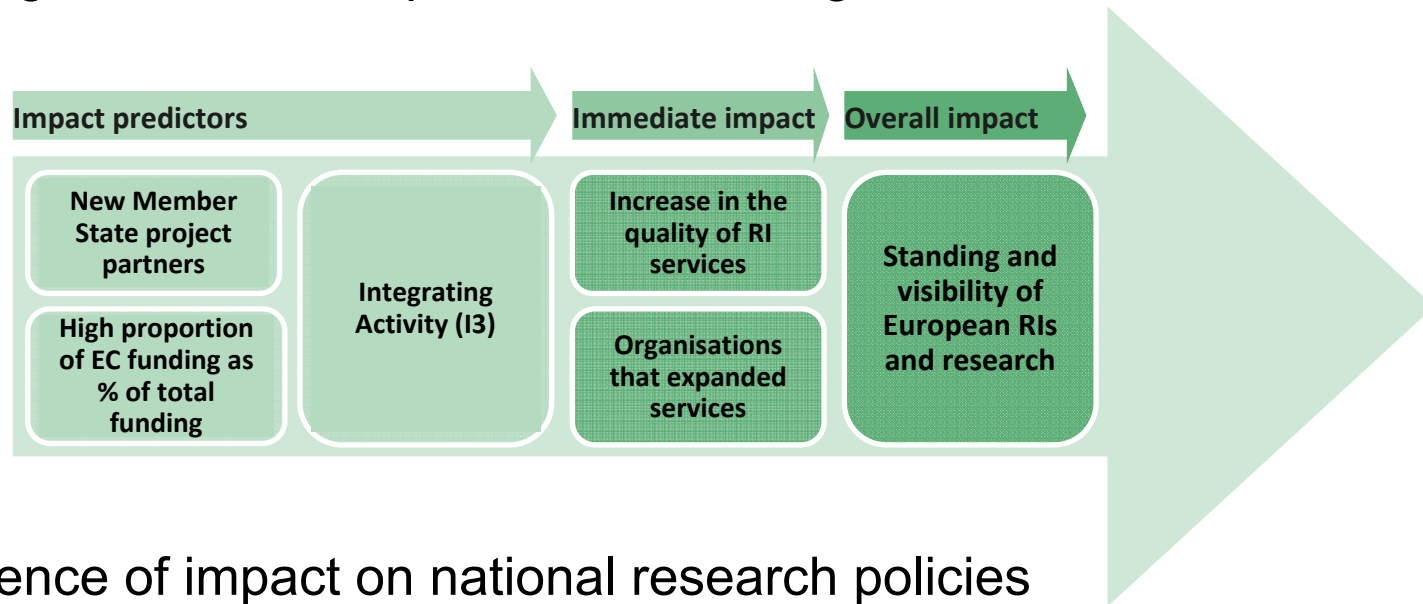 Impact predictors
Immediate impact
Overall impact
New Member
State project
partners
High proportion
of EC funding as
% of total
funding
Integrating
Activity (I3)
Increase in the
quality of RI
services
Organisations
that expanded
services
Standing and
visibility of
European RIs
and research
ence of impact on national research policies